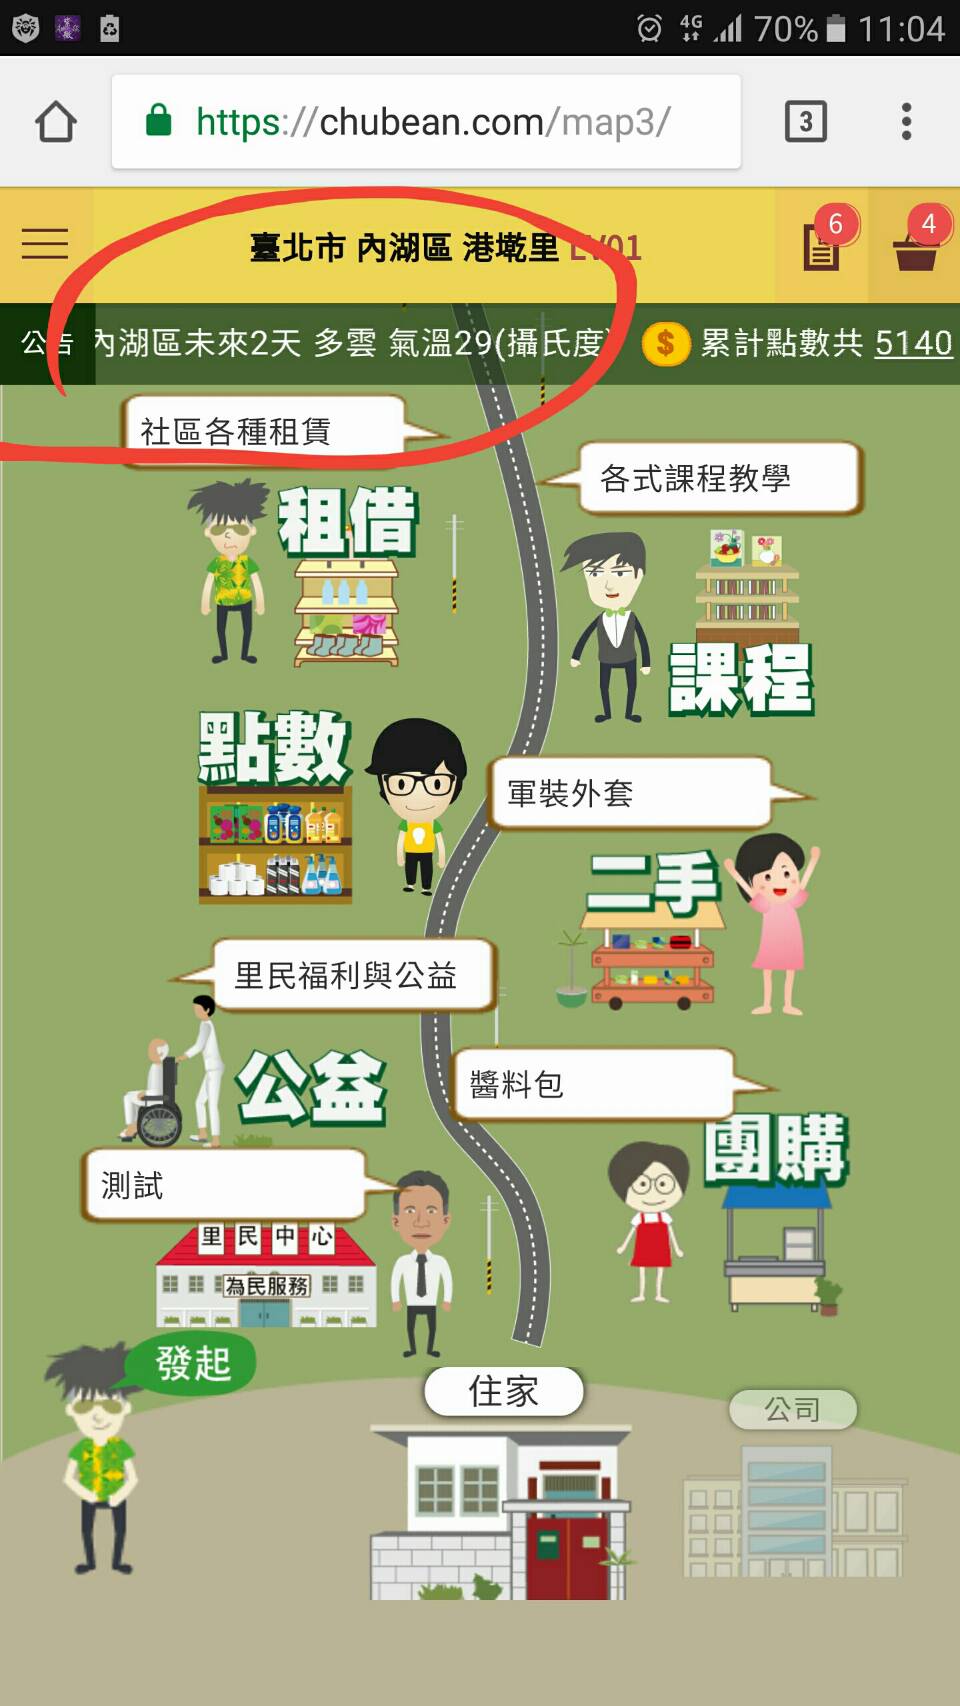 4G 70% 11:04
https://chubean.com/map3/
3
臺北市 內湖區 港墘里 LV01
6
4
公告 內湖區未來2天 多雲 氣溫29(攝氏度) $ 累計點數共 5140
社區各種租賃
各式課程教學
租借
課程
點數
軍裝外套
二手
里民福利與公益
公益
醬料包
團購
測試
里民中心
為民服務
發起
住家
公司